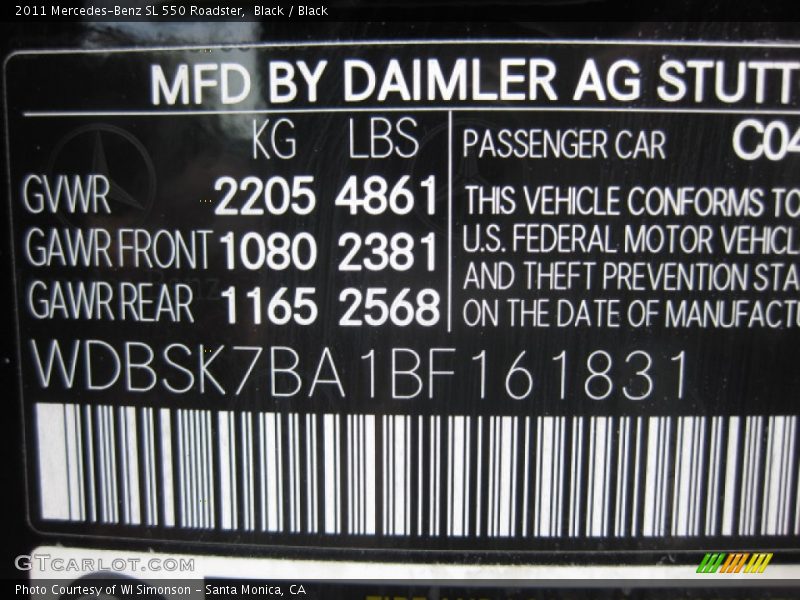 2011 Mercedes-Benz SL 550 Roadster, Black / Black
MFD BY DAIMLER AG STUTT
KG LBS
GVWR 2205 4861
GAWR FRONT 1080 2381
GAWR REAR 1165 2568
PASSENGER CAR C04
THIS VEHICLE CONFORMS TO
U.S. FEDERAL MOTOR VEHICL
AND THEFT PREVENTION STA
ON THE DATE OF MANUFACTU
WDBSK7BA1BF161831
GTCARLOT.COM
Photo Courtesy of WI Simonson - Santa Monica, CA